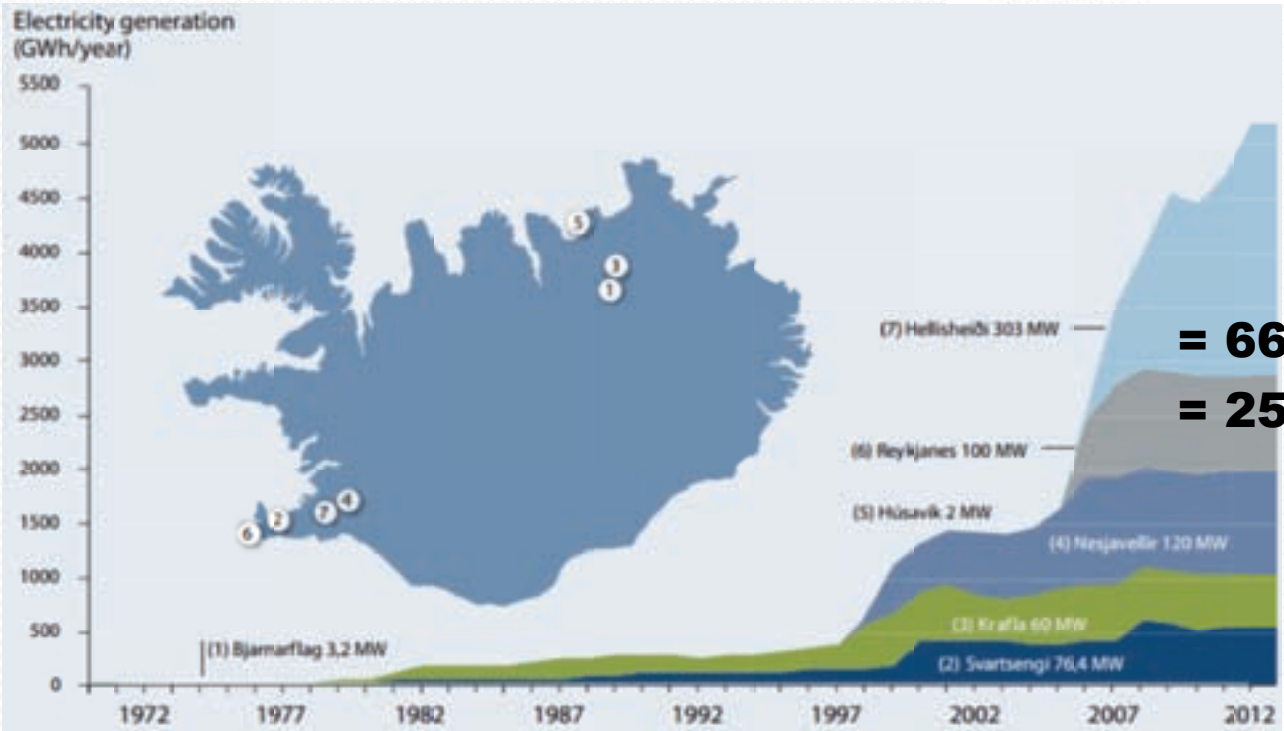 Electricity generation
(GWh/year)
5500
5000
4500
4000
3500
3000
2500
2000
1500
1000
500
0
5
3
1
4
7
2
6
(7) Hellisheiði 303 MW
= 66
= 25
(6) Reykjanes 100 MW
(5) Húsavík 2 MW
(4) Nesjavellir 120 MW
(3) Krafla 60 MW
(2) Svartsengi 76,4 MW
(1) Bjarnarflag 3,2 MW
1972 1977 1982 1987 1992 1997 2002 2007 2012